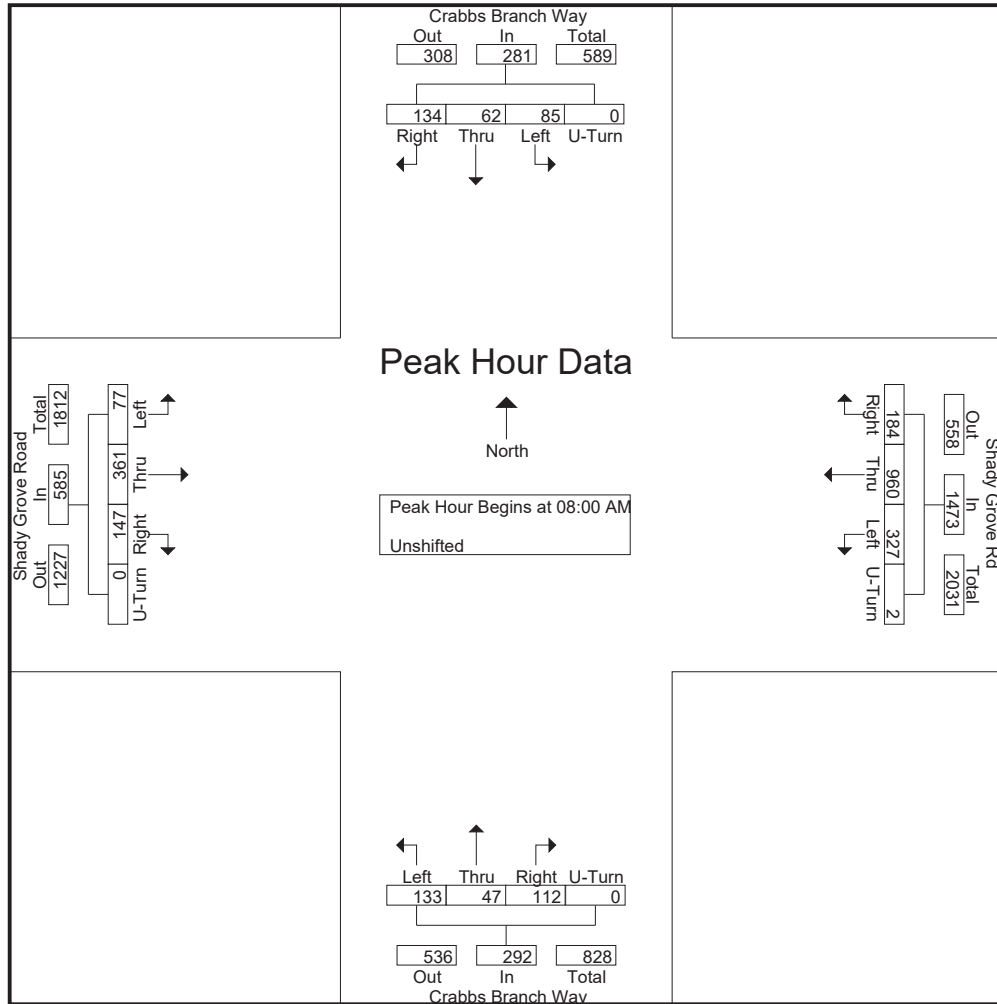 Crabbs Branch Way
Out In Total
308 281 589
134 62 85 0
Right Thru Left U-Turn
Peak Hour Data
North
Peak Hour Begins at 08:00 AM
Unshifted
Shady Grove Road
Out In Total
1227 585 1812
0 147 361 77
U-Turn Right Thru Left
Shady Grove Rd
Out In Total
558 1473 2031
184 960 327 2
Right Thru Left U-Turn
Left Thru Right U-Turn
133 47 112 0
536 292 828
Out In Total
Crabbs Branch Way